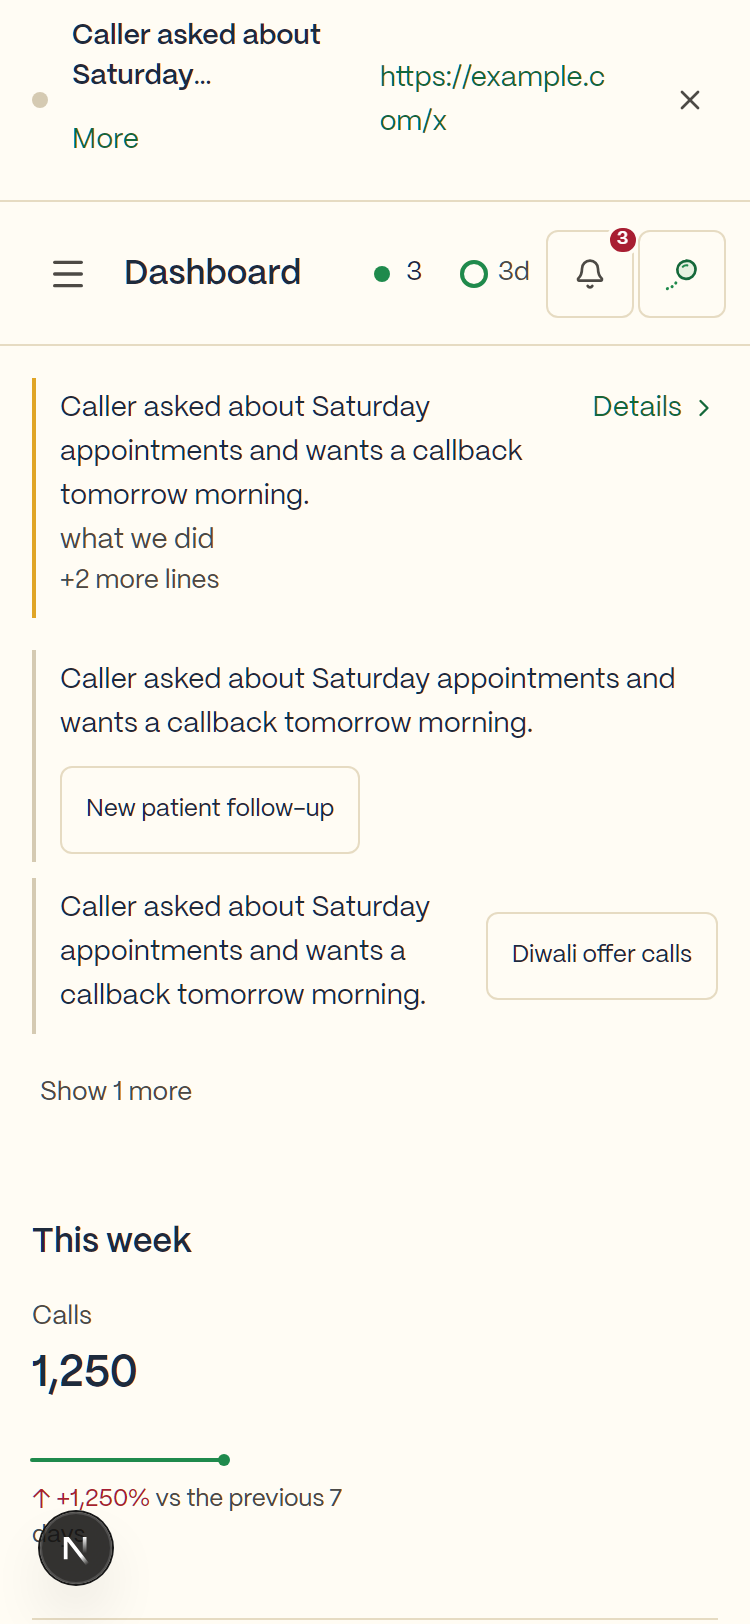 Caller asked about
Saturday...
More
https://example.c
om/x
Dashboard
3
3d
3
Caller asked about Saturday
appointments and wants a callback
tomorrow morning.
what we did
+2 more lines
Details
Caller asked about Saturday appointments and
wants a callback tomorrow morning.
New patient follow-up
Caller asked about Saturday
appointments and wants a
callback tomorrow morning.
Diwali offer calls
Show 1 more
This week
Calls
1,250
↑ +1,250% vs the previous 7
days
N